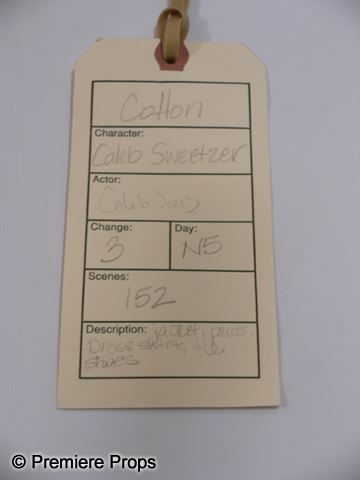 Cotton
Character:
Caleb Sweetzer
Actor:
Caleb Jones
Change:
3
Day:
N5
Scenes:
152
Description: jacket, pants,
Dress shirt, tie
shoes
© Premiere Props